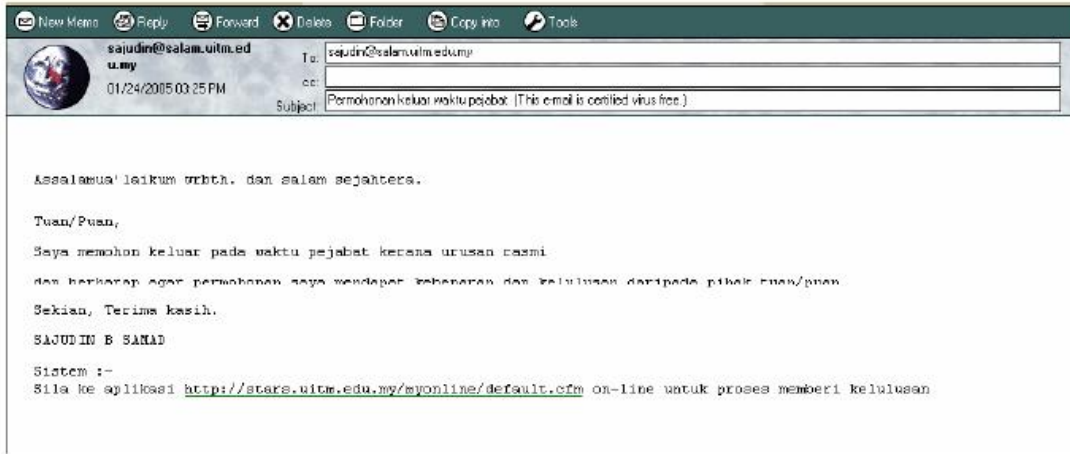 New Memo Reply Forward Delete Folder Copy into Tools
sajudin@salam.uitm.ed
u.my
01/24/2005 03:25 PM
To: sajudin@salam.uitm.edu.my
cc:
Subject: Permohonan keluar waktu pejabat (This e-mail is certified virus free.)
Assalamua'laikum wrbth. dan salam sejahtera.
Tuan/Puan,
Saya memohon keluar pada waktu pejabat kerana urusan rasmi
dan berharap agar permohonan saya mendapat kebenaran dan kelulusan daripada pihak tuan/puan
Sekian, Terima kasih.
SAJUDIN B SAMAD
Sistem :-
Sila ke aplikasi http://stars.uitm.edu.my/myonline/default.cfm on-line untuk proses memberi kelulusan